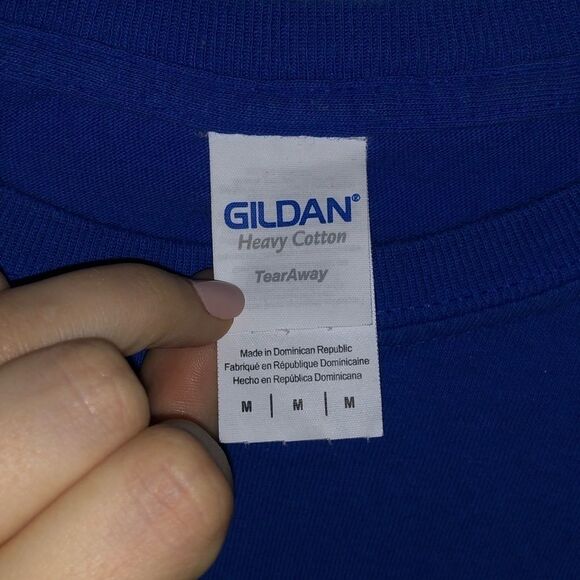 GILDAN®
Heavy Cotton
TearAway
Made in Dominican Republic
Fabriqué en République Dominicaine
Hecho en República Dominicana
M | M | M